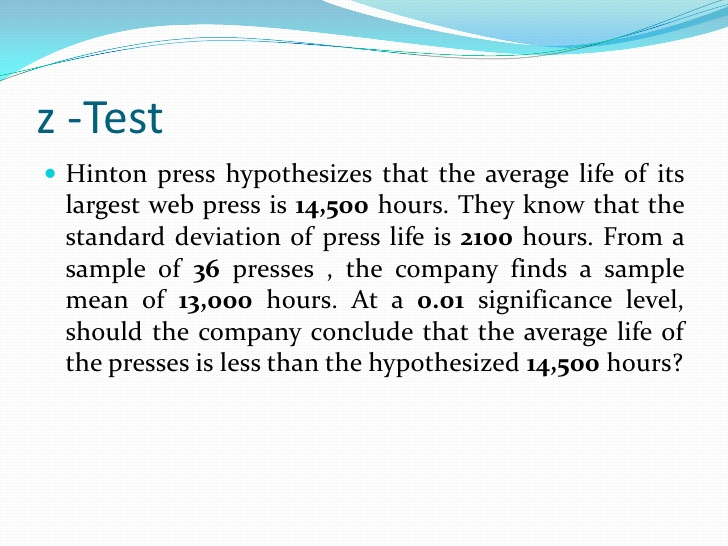 z -Test
• Hinton press hypothesizes that the average life of its
largest web press is 14,500 hours. They know that the
standard deviation of press life is 2100 hours. From a
sample of 36 presses , the company finds a sample
mean of 13,000 hours. At a 0.01 significance level,
should the company conclude that the average life of
the presses is less than the hypothesized 14,500 hours?